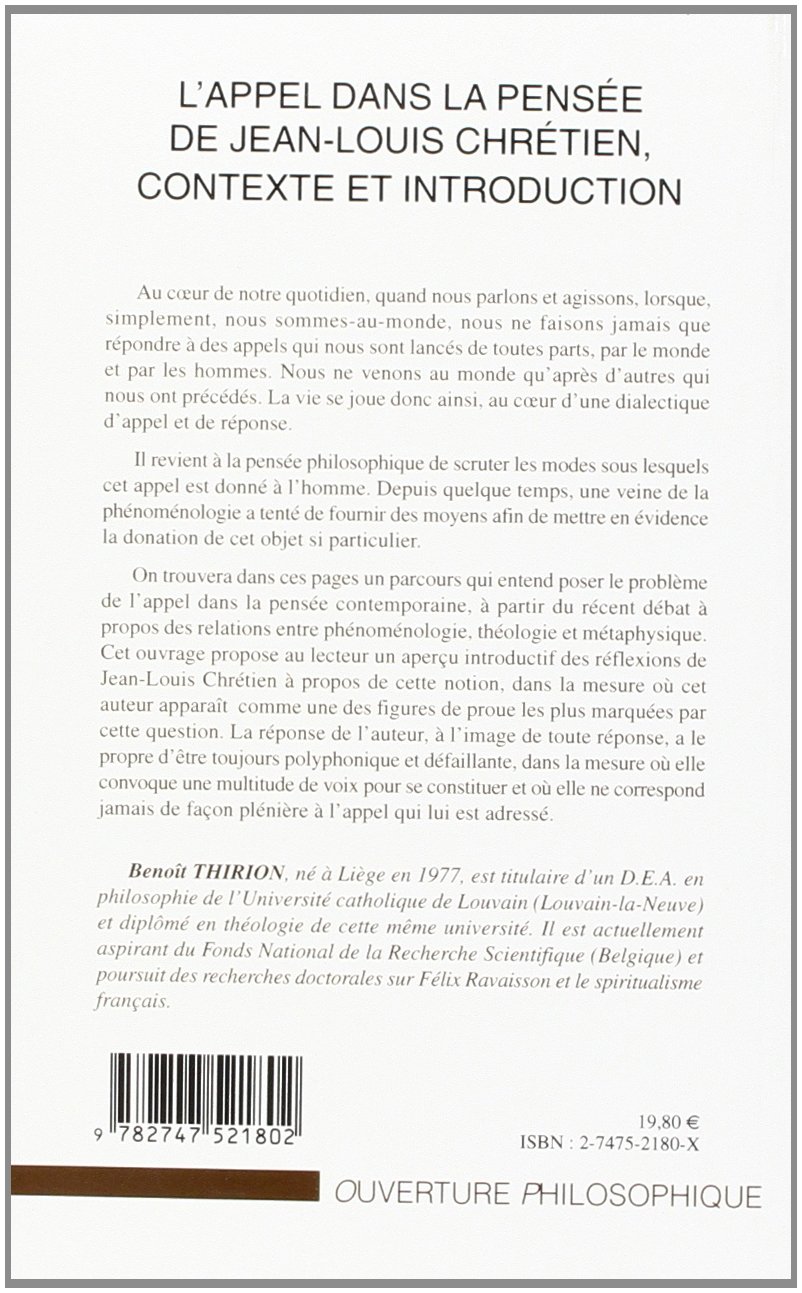 L'APPEL DANS LA PENSÉE
DE JEAN-LOUIS CHRÉTIEN,
CONTEXTE ET INTRODUCTION
Au cœur de notre quotidien, quand nous parlons et agissons, lorsque,
simplement, nous sommes-au-monde, nous ne faisons jamais que
répondre à des appels qui nous sont lancés de toutes parts, par le monde
et par les hommes. Nous ne venons au monde qu'après d'autres qui
nous ont précédés. La vie se joue donc ainsi, au cœur d'une dialectique
d'appel et de réponse.
Il revient à la pensée philosophique de scruter les modes sous lesquels
cet appel est donné à l'homme. Depuis quelque temps, une veine de la
phénoménologie a tenté de fournir des moyens afin de mettre en évidence
la donation de cet objet si particulier.
On trouvera dans ces pages un parcours qui entend poser le problème
de l'appel dans la pensée contemporaine, à partir du récent débat à
propos des relations entre phénoménologie, théologie et métaphysique.
Cet ouvrage propose au lecteur un aperçu introductif des réflexions de
Jean-Louis Chrétien à propos de cette notion, dans la mesure où cet
auteur apparaît comme une des figures de proue les plus marquées par
cette question. La réponse de l'auteur, à l'image de toute réponse, a le
propre d'être toujours polyphonique et défaillante, dans la mesure où elle
convoque une multitude de voix pour se constituer et où elle ne correspond
jamais de façon plénière à l'appel qui lui est adressé.
Benoît THIRION, né à Liège en 1977, est titulaire d'un D.E.A. en
philosophie de l'Université catholique de Louvain (Louvain-la-Neuve)
et diplômé en théologie de cette même université. Il est actuellement
aspirant du Fonds National de la Recherche Scientifique (Belgique) et
poursuit des recherches doctorales sur Félix Ravaisson et le spiritualisme
français.
9 782747 521802
19,80 €
ISBN : 2-7475-2180-X
OUVERTURE PHILOSOPHIQUE